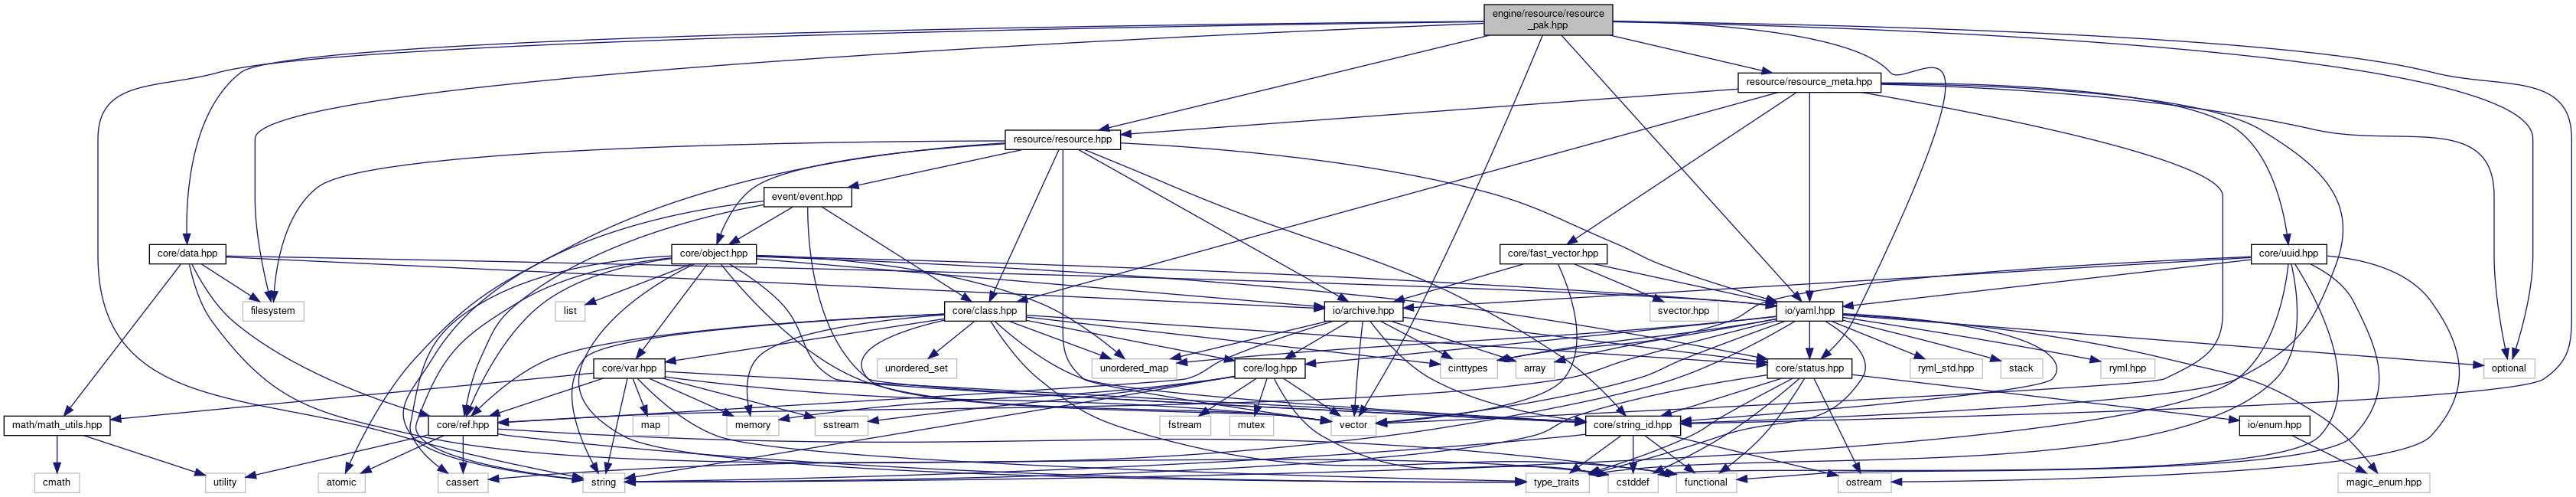 engine/resource/resource
_pak.hpp
resource/resource_meta.hpp
resource/resource.hpp
event/event.hpp
core/data.hpp
core/object.hpp
core/fast_vector.hpp
core/uuid.hpp
filesystem
list
core/class.hpp
io/archive.hpp
svector.hpp
io/yaml.hpp
core/var.hpp
unordered_set
unordered_map
core/log.hpp
cinttypes
array
core/status.hpp
ryml_std.hpp
stack
ryml.hpp
optional
math/math_utils.hpp
core/ref.hpp
map
memory
sstream
fstream
mutex
vector
core/string_id.hpp
io/enum.hpp
cmath
utility
atomic
cassert
string
type_traits
cstddef
functional
ostream
magic_enum.hpp